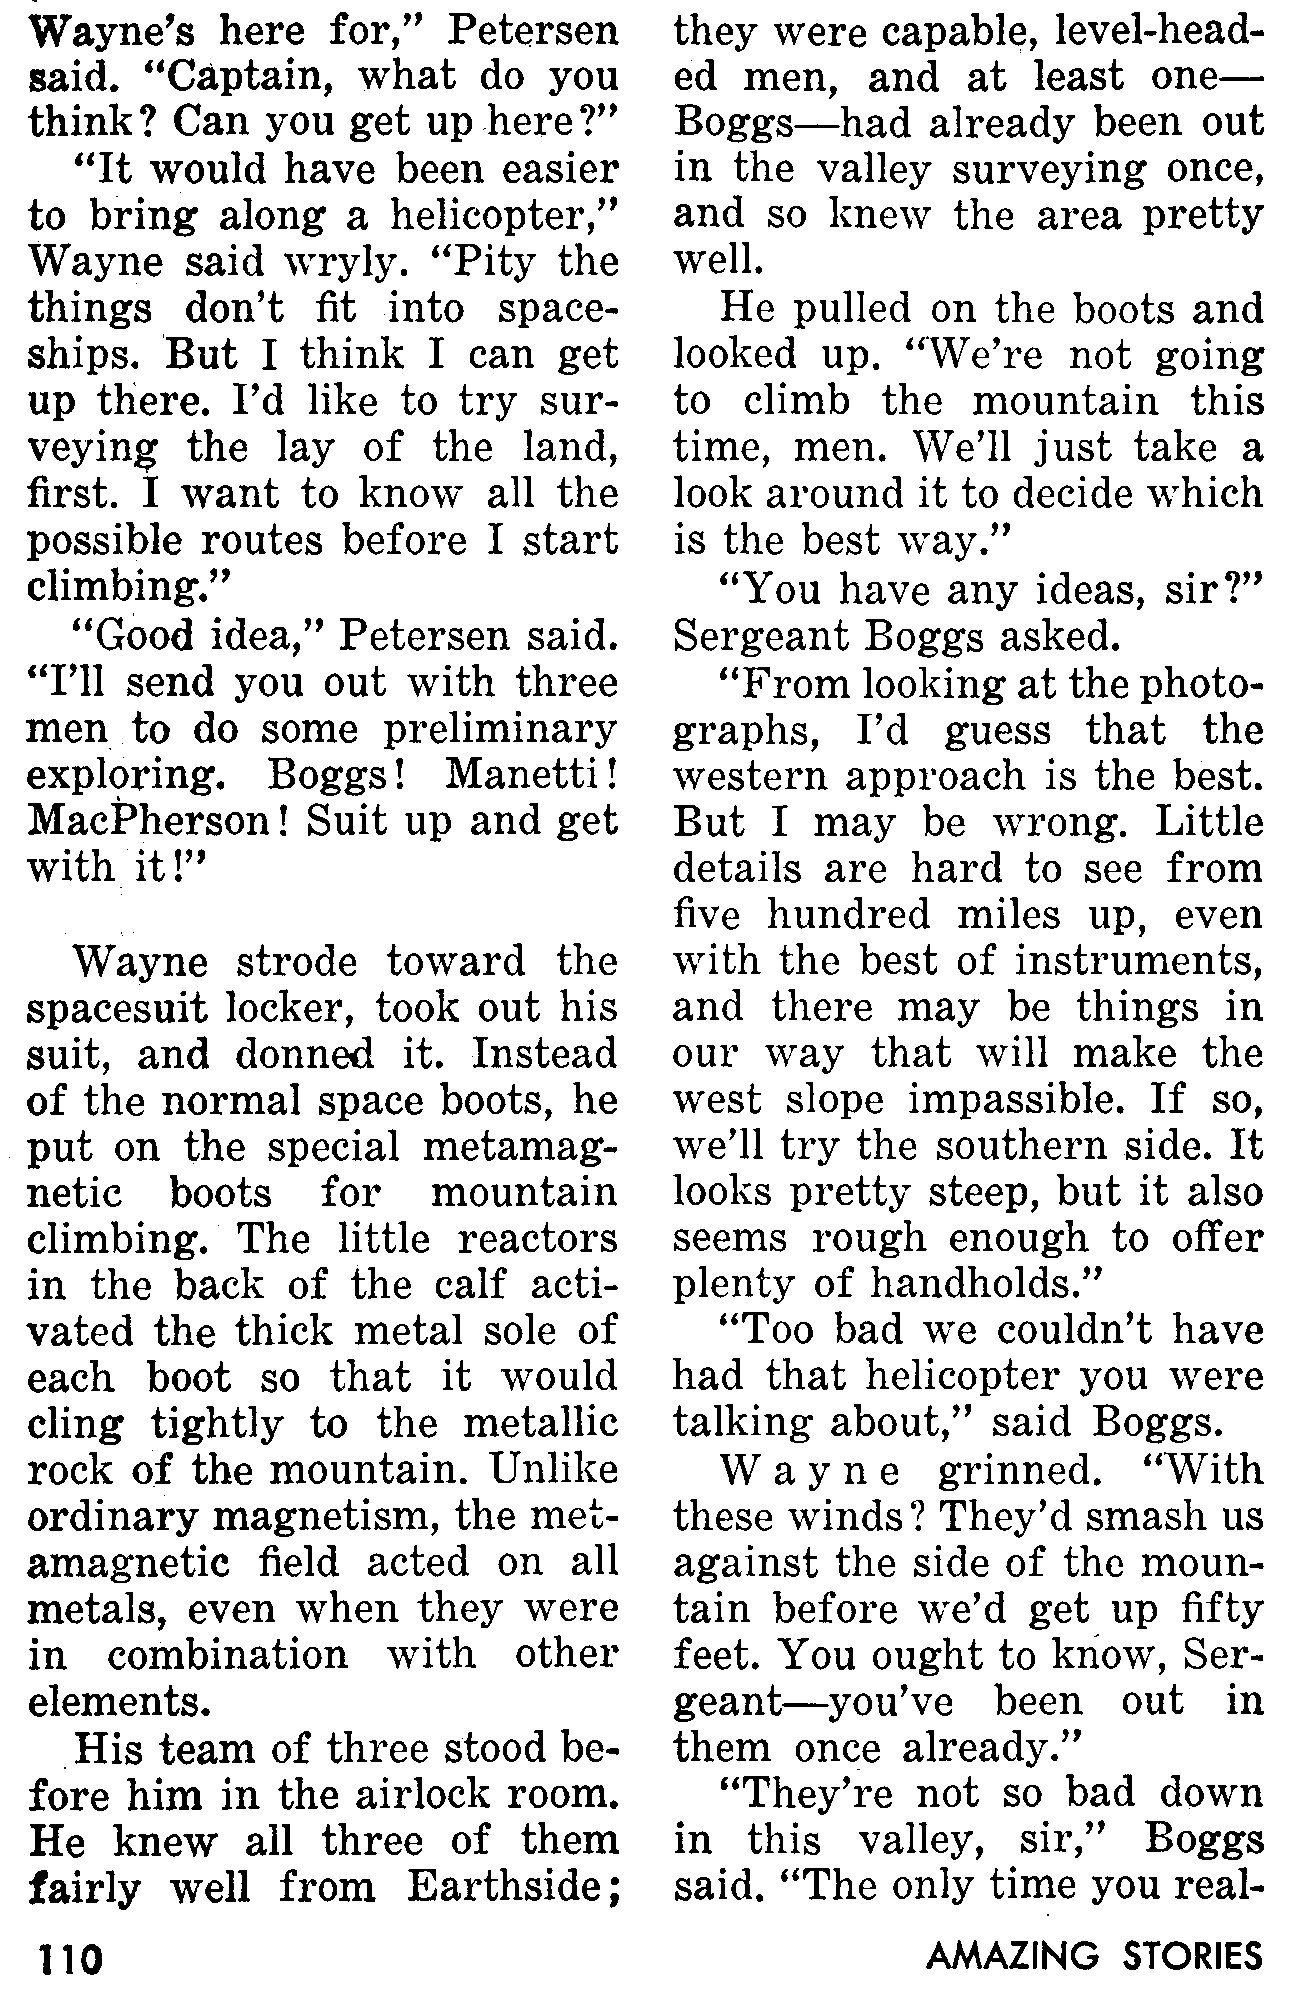 Wayne's here for," Petersen
said. "Captain, what do you
think? Can you get up here?"
"It would have been easier
to bring along a helicopter,"
Wayne said wryly. "Pity the
things don't fit into space-
ships. But I think I can get
up there. I'd like to try sur-
veying the lay of the land,
first. I want to know all the
possible routes before I start
climbing."
"Good idea," Petersen said.
"I'll send you out with three
men to do some preliminary
exploring. Boggs! Manetti!
MacPherson! Suit up and get
with it!"
Wayne strode toward the
spacesuit locker, took out his
suit, and donned it. Instead
of the normal space boots, he
put on the special metamag-
netic boots for mountain
climbing. The little reactors
in the back of the calf acti-
vated the thick metal sole of
each boot so that it would
cling tightly to the metallic
rock of the mountain. Unlike
ordinary magnetism, the met-
amagnetic field acted on all
metals, even when they were
in combination with other
elements.
His team of three stood be-
fore him in the airlock room.
He knew all three of them
fairly well from Earthside;
they were capable, level-head-
ed men, and at least one—
Boggs—had already been out
in the valley surveying once,
and so knew the area pretty
well.
He pulled on the boots and
looked up. "We're not going
to climb the mountain this
time, men. We'll just take a
look around it to decide which
is the best way."
"You have any ideas, sir?"
Sergeant Boggs asked.
"From looking at the photo-
graphs, I'd guess that the
western approach is the best.
But I may be wrong. Little
details are hard to see from
five hundred miles up, even
with the best of instruments,
and there may be things in
our way that will make the
west slope impassible. If so,
we'll try the southern side. It
looks pretty steep, but it also
seems rough enough to offer
plenty of handholds."
"Too bad we couldn't have
had that helicopter you were
talking about," said Boggs.
Wayne grinned. "With
these winds? They'd smash us
against the side of the moun-
tain before we'd get up fifty
feet. You ought to know, Ser-
geant—you've been out in
them once already."
"They're not so bad down
in this valley, sir," Boggs
said. "The only time you real-
110
AMAZING STORIES